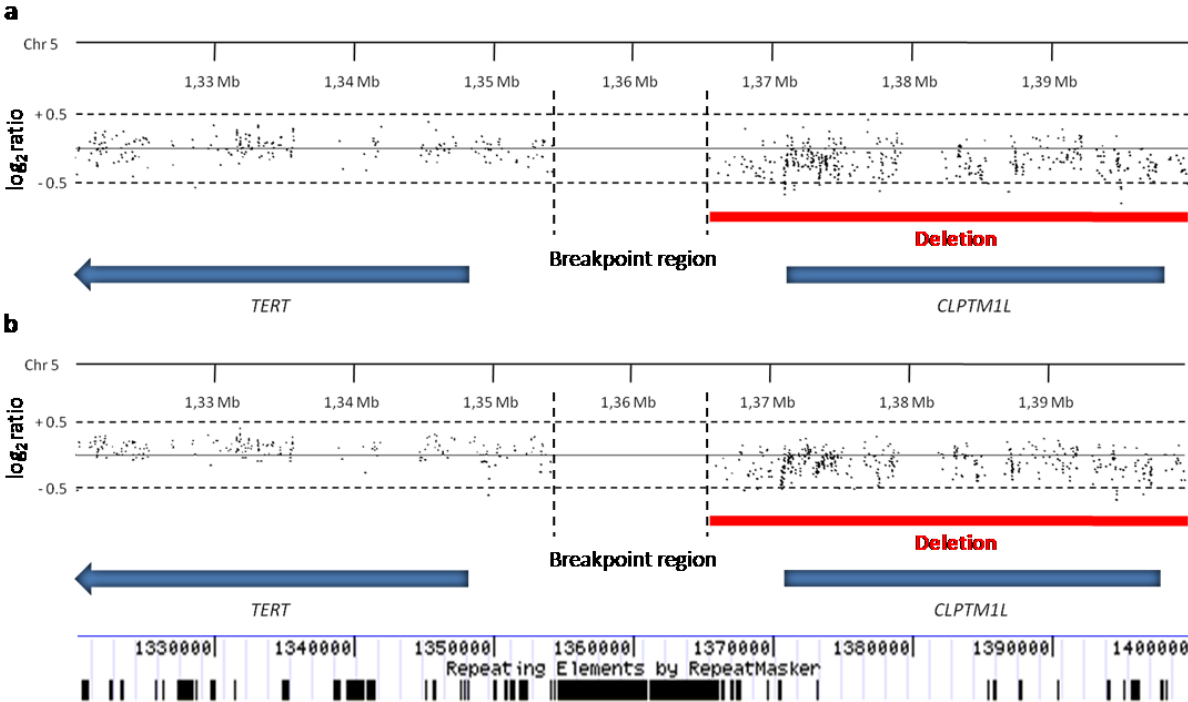 a
Chr 5
1,33 Mb 1,34 Mb 1,35 Mb 1,36 Mb 1,37 Mb 1,38 Mb 1,39 Mb
+ 0.5
log2 ratio
- 0.5
Deletion
Breakpoint region
TERT CLPTM1L
b
Chr 5
1,33 Mb 1,34 Mb 1,35 Mb 1,36 Mb 1,37 Mb 1,38 Mb 1,39 Mb
+ 0.5
log2 ratio
- 0.5
Deletion
Breakpoint region
TERT CLPTM1L
1330000 1340000 1350000 1360000 1370000 1380000 1390000 1400000
Repeating Elements by RepeatMasker